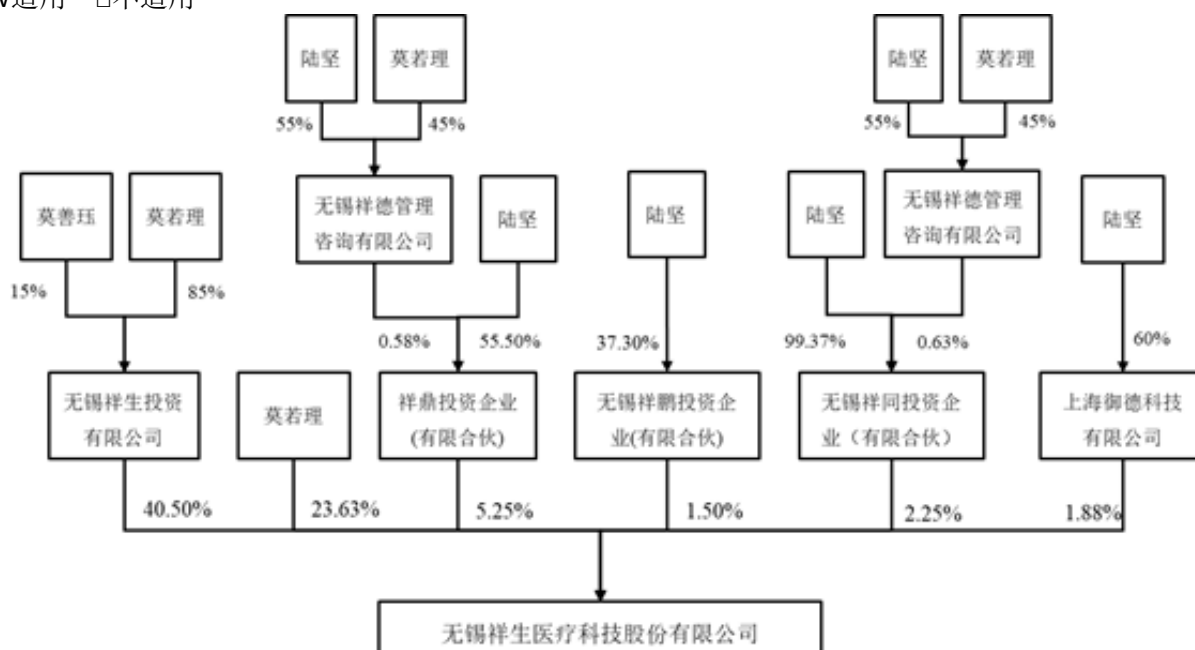 √适用 □不适用
陆坚
莫若理
陆坚
莫若理
55%
45%
55%
45%
莫善珏
莫若理
无锡祥德管理
咨询有限公司
陆坚
陆坚
陆坚
无锡祥德管理
咨询有限公司
陆坚
15%
85%
0.58%
55.50%
37.30%
99.37%
0.63%
60%
无锡祥生投资
有限公司
莫若理
祥鼎投资企业
(有限合伙)
无锡祥鹏投资企
业(有限合伙)
无锡祥同投资企
业（有限合伙）
上海御德科技
有限公司
40.50%
23.63%
5.25%
1.50%
2.25%
1.88%
无锡祥生医疗科技股份有限公司